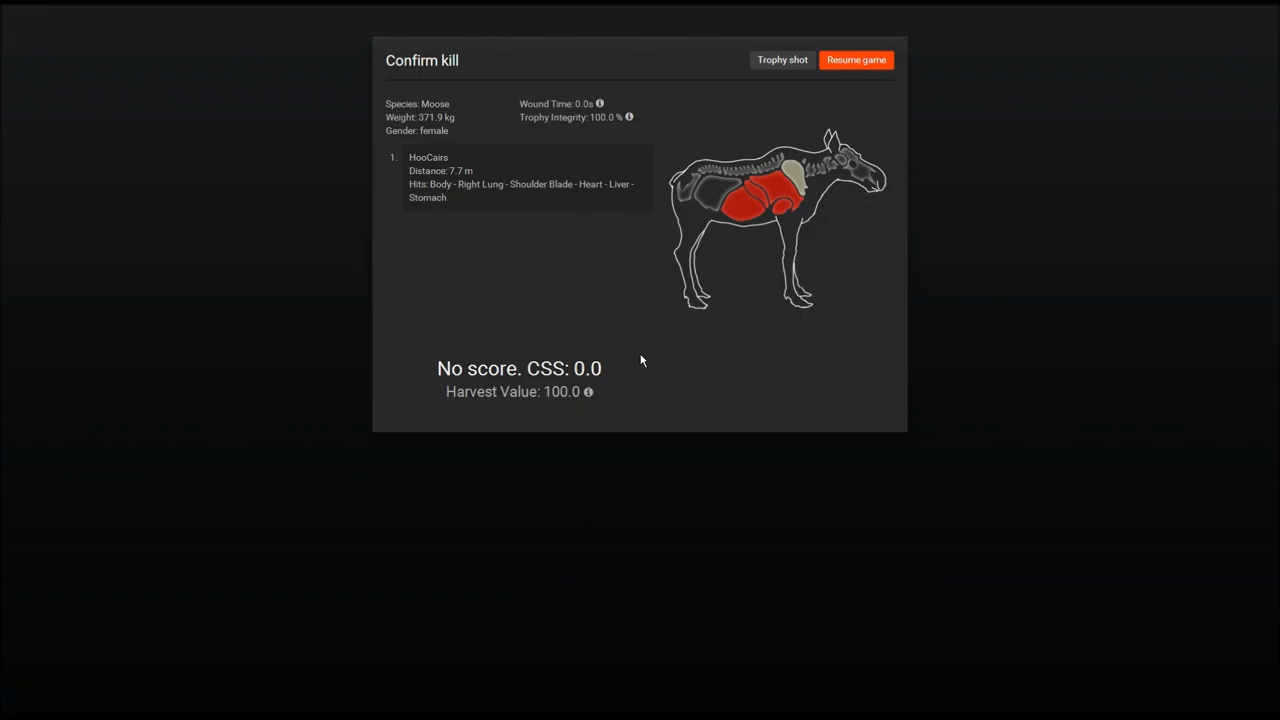 Confirm kill
Trophy shot
Resume game
Species: Moose
Weight: 371.9 kg
Gender: female
Wound Time: 0.0s
Trophy Integrity: 100.0 %
1.
HooCairs
Distance: 7.7 m
Hits: Body - Right Lung - Shoulder Blade - Heart - Liver -
Stomach
No score. CSS: 0.0
Harvest Value: 100.0